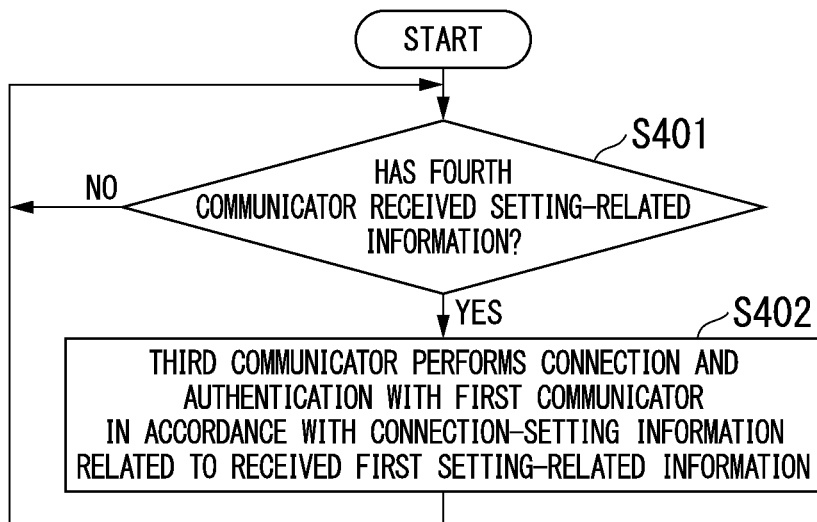 START
S401
HAS FOURTH
COMMUNICATOR RECEIVED SETTING-RELATED
INFORMATION?
NO
YES
S402
THIRD COMMUNICATOR PERFORMS CONNECTION AND
AUTHENTICATION WITH FIRST COMMUNICATOR
IN ACCORDANCE WITH CONNECTION-SETTING INFORMATION
RELATED TO RECEIVED FIRST SETTING-RELATED INFORMATION